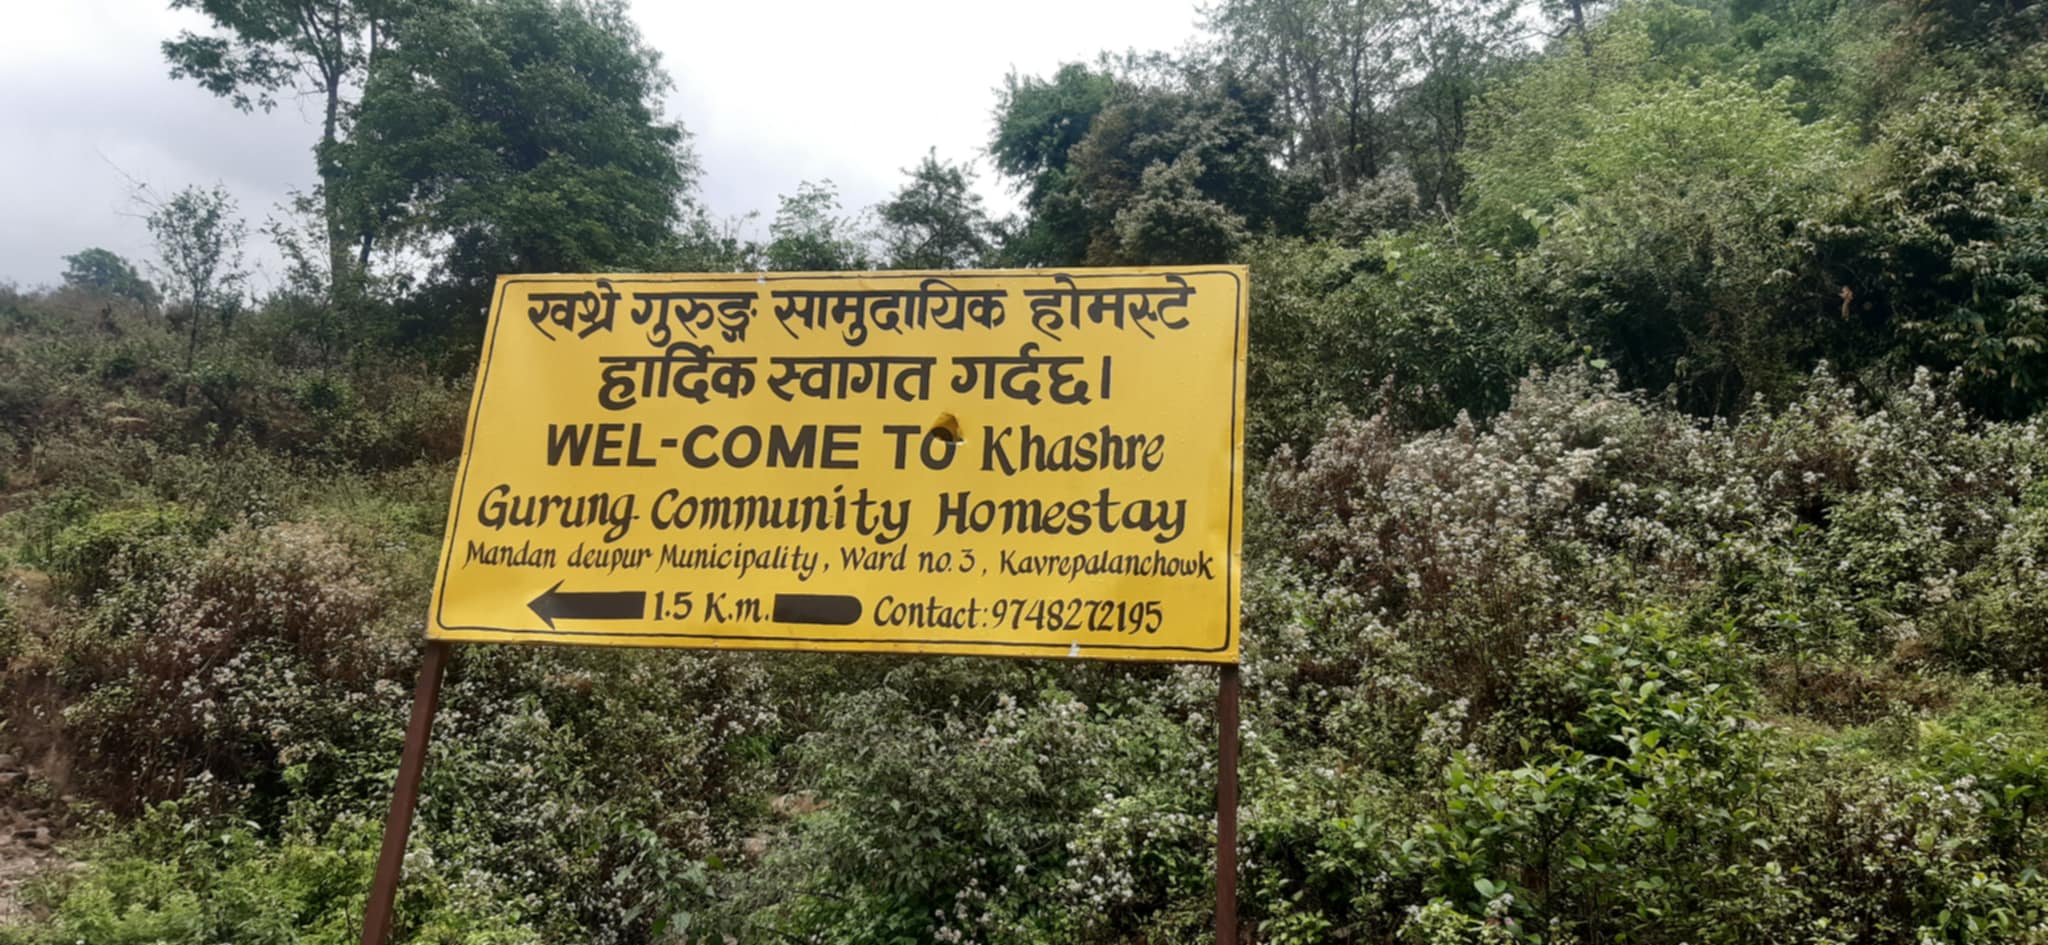 खश्रे गुरुङ्ग सामुदायिक होमस्टे
हार्दिक स्वागत गर्दछ।
WEL-COME TO Khashre
Gurung Community Homestay
Mandan deupur Municipality, Ward no. 3, Kavrepalanchowk
1.5 K.m. Contact: 9748272195